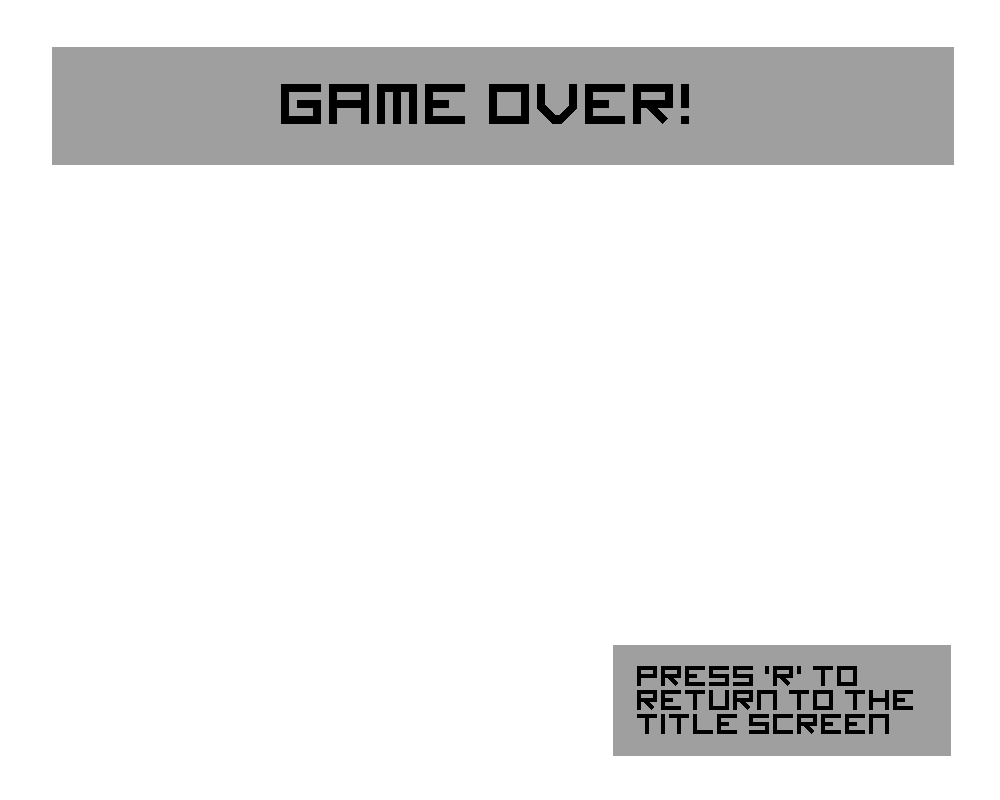 GAME OVER!
PRESS 'R' TO
RETURN TO THE
TITLE SCREEN